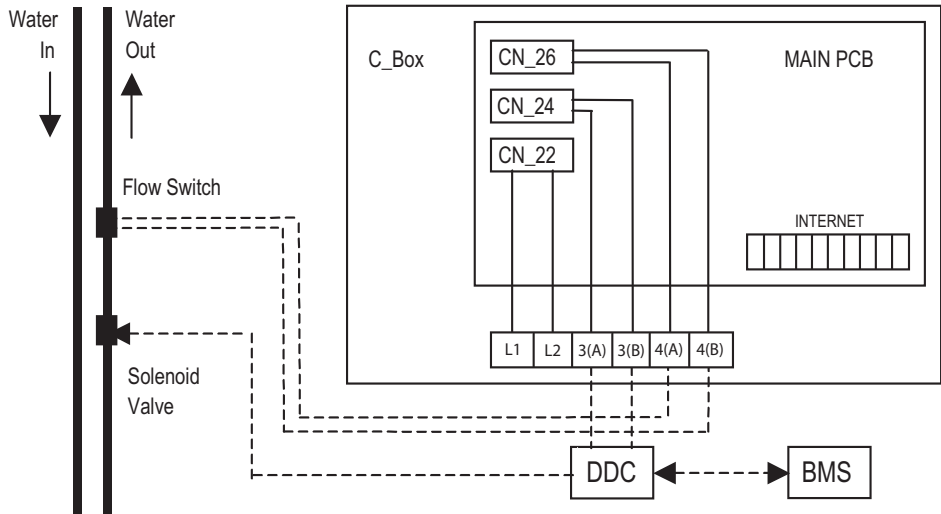 Water
In
Water
Out
C_Box
CN_26
MAIN PCB
CN_24
CN_22
Flow Switch
INTERNET
L1 L2 3(A) 3(B) 4(A) 4(B)
Solenoid
Valve
DDC
BMS